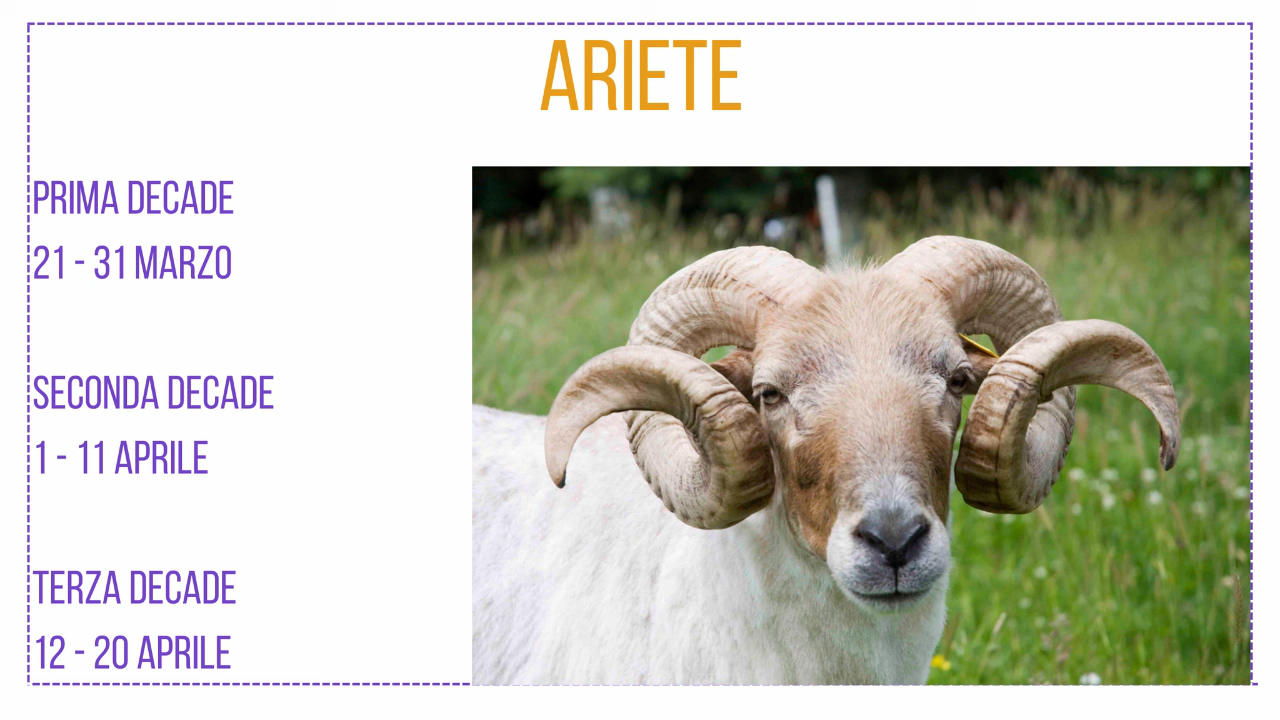 ARIETE
PRIMA DECADE
21 - 31 MARZO
SECONDA DECADE
1 - 11 APRILE
TERZA DECADE
12 - 20 APRILE